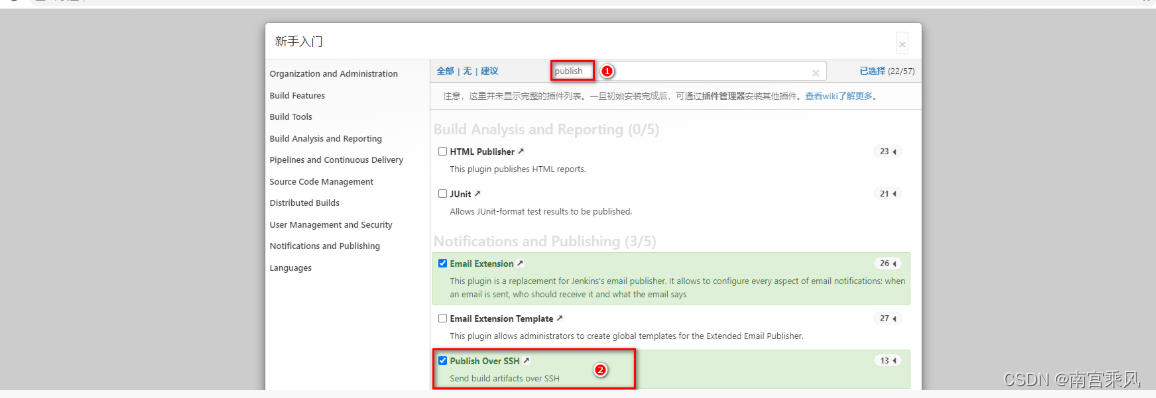 新手入门
×
Organization and Administration
Build Features
Build Tools
Build Analysis and Reporting
Pipelines and Continuous Delivery
Source Code Management
Distributed Builds
User Management and Security
Notifications and Publishing
Languages
全部 | 无 | 建议
publish
1
×
已选择 (22/57)
注意，这里并未显示完整的插件列表。一旦初始安装完成后，可通过插件管理器安装其他插件。查看wiki了解更多。
Build Analysis and Reporting (0/5)
HTML Publisher
23
This plugin publishes HTML reports.
JUnit
21
Allows JUnit-format test results to be published.
Notifications and Publishing (3/5)
Email Extension
26
This plugin is a replacement for Jenkins's email publisher. It allows to configure every aspect of email notifications: when
an email is sent, who should receive it and what the email says
Email Extension Template
27
This plugin allows administrators to create global templates for the Extended Email Publisher.
Publish Over SSH
13
Send build artifacts over SSH
2
CSDN @南宫乘风